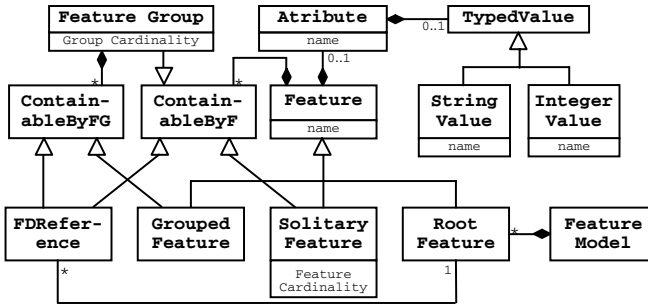 Feature Group
Group Cardinality
Atribute
name
TypedValue
0..1
0..1
*
*
Contain-
ableByFG
Contain-
ableByF
Feature
name
String
Value
name
Integer
Value
name
FDRefer-
ence
Grouped
Feature
Solitary
Feature
Feature
Cardinality
Root
Feature
*
Feature
Model
*
1